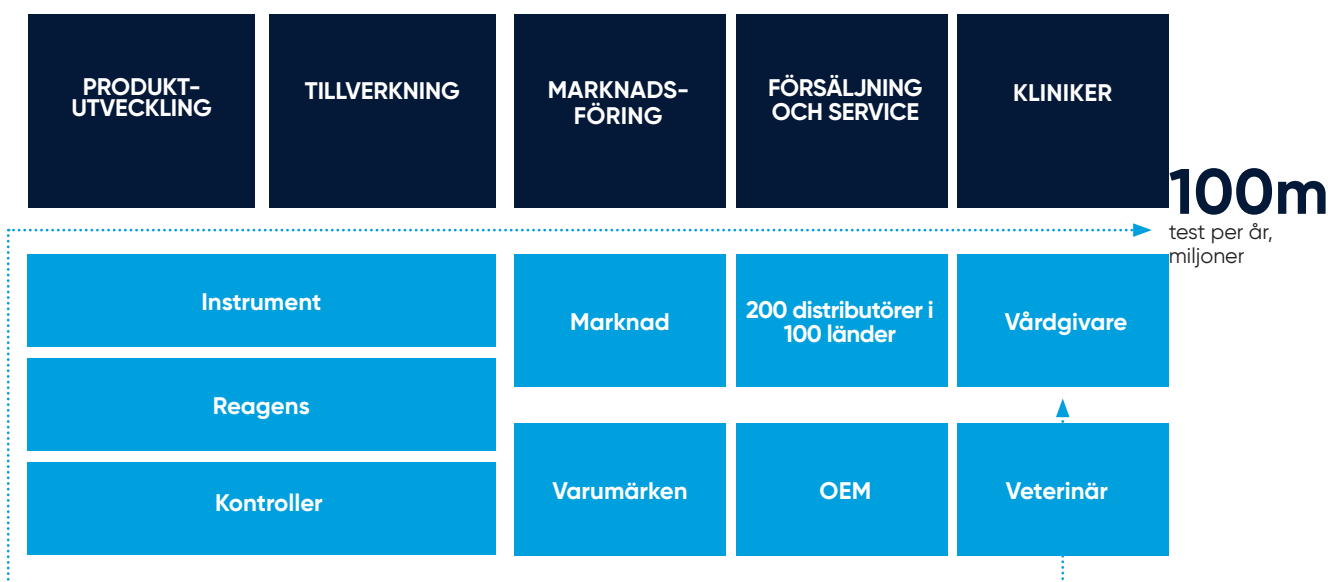 PRODUKT-
UTVECKLING
TILLVERKNING
MARKNADS-
FÖRING
FÖRSÄLJNING
OCH SERVICE
KLINIKER
100m
test per år,
miljoner
Instrument
Reagens
Kontroller
Marknad
200 distributörer i
100 länder
Vårdgivare
Varumärken
OEM
Veterinär